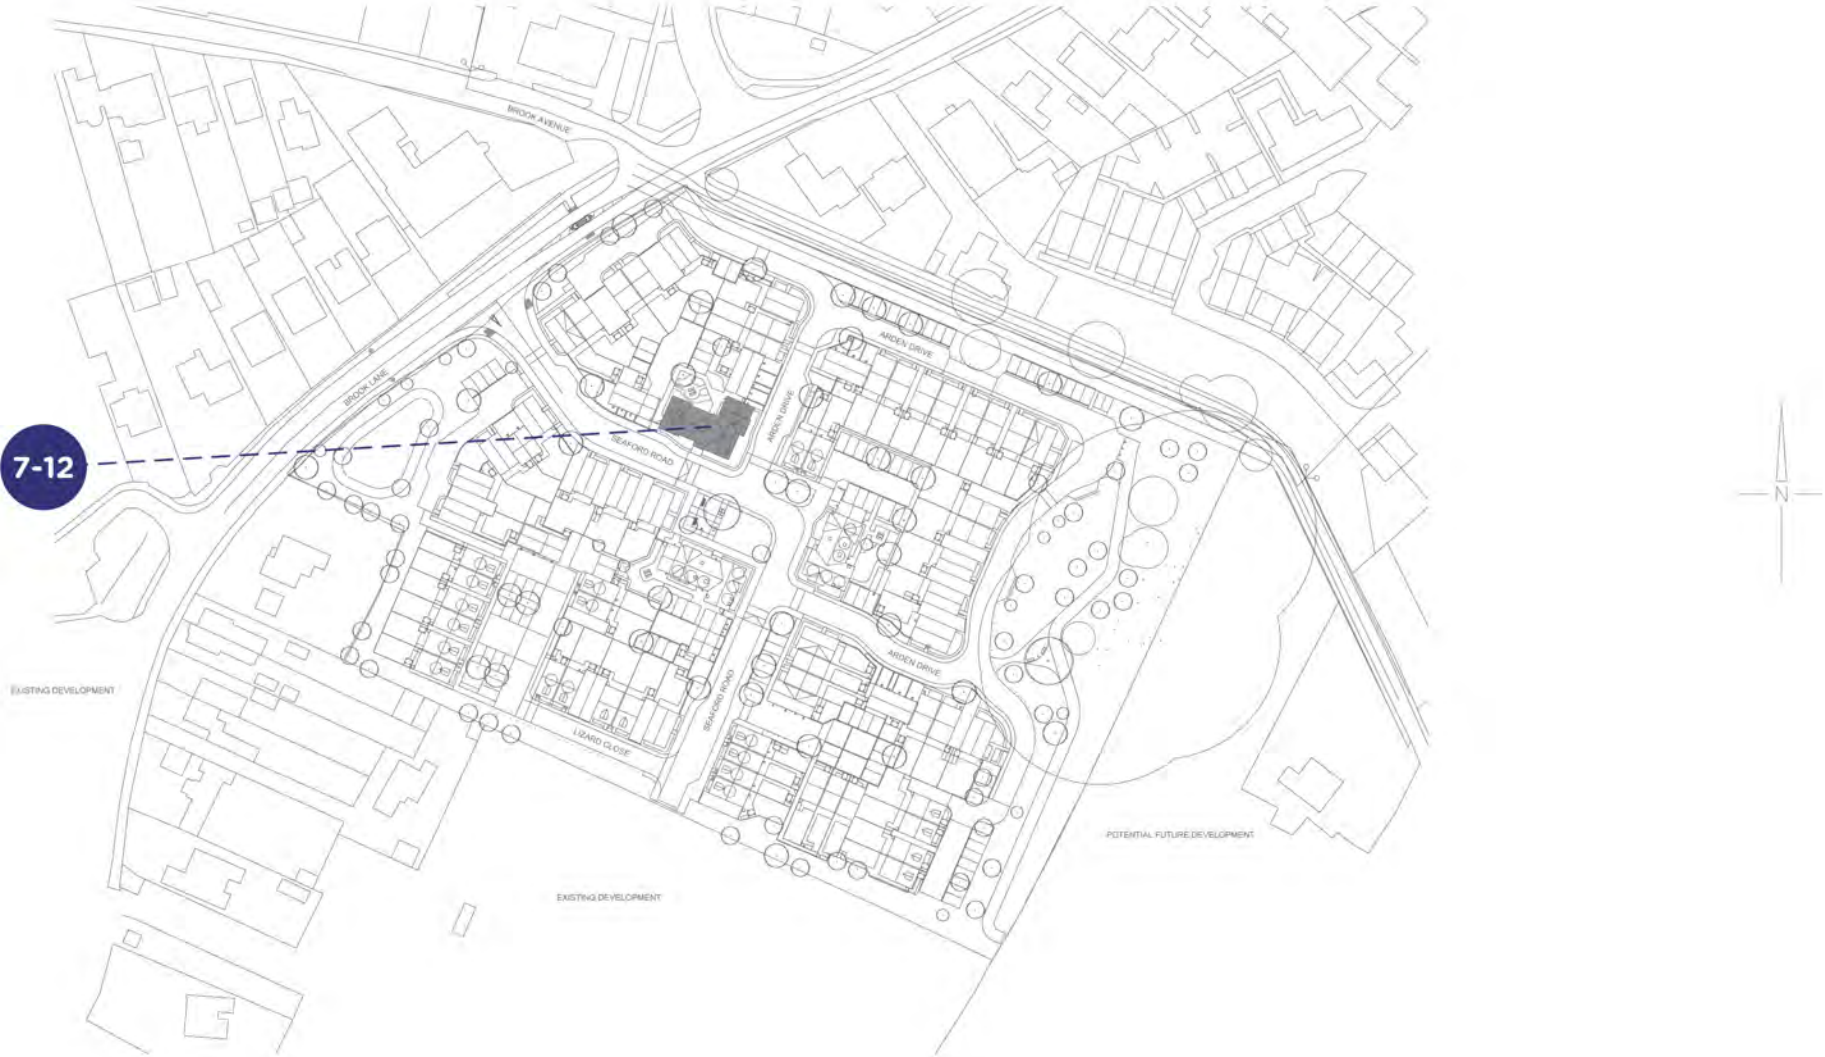 BROOK AVENUE
ARDEN DRIVE
BROOK LANE
ARDEN DRIVE
SEAFORD ROAD
7-12
N
ARDEN DRIVE
EXISTING DEVELOPMENT
SEAFORD ROAD
LIZARD CLOSE
POTENTIAL FUTURE DEVELOPMENT
EXISTING DEVELOPMENT